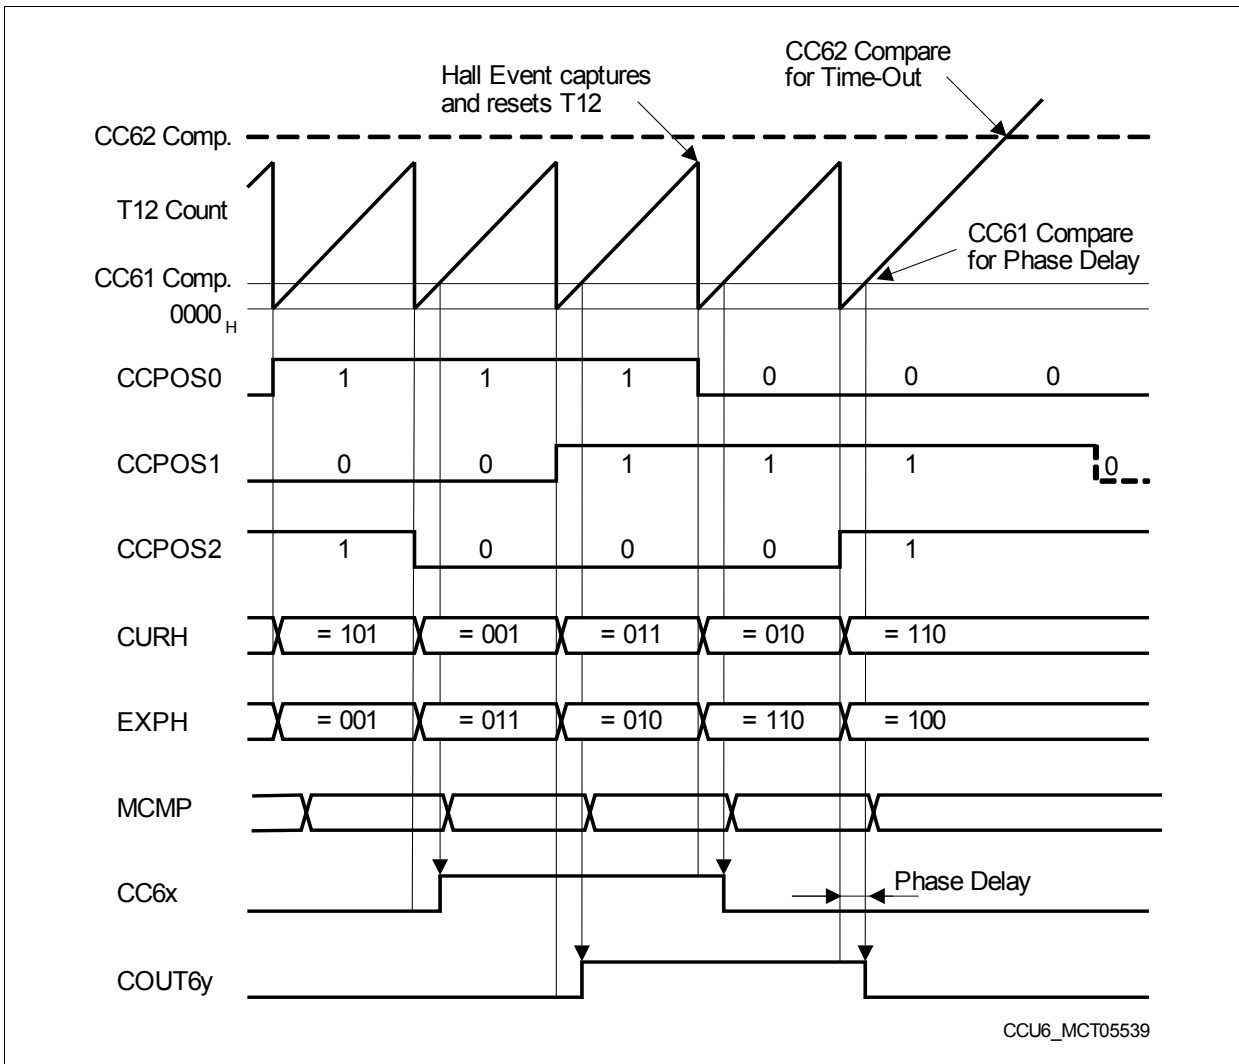 CC62 Compare
for Time-Out
Hall Event captures
and resets T12
CC62 Comp.
T12 Count
CC61 Compare
for Phase Delay
CC61 Comp.
0000 H
CCPOS0 1 1 1 0 0 0
CCPOS1 0 0 1 1 1 0
CCPOS2 1 0 0 0 1
CURH = 101 = 001 = 011 = 010 = 110
EXPH = 001 = 011 = 010 = 110 = 100
MCMP
CC6x
Phase Delay
COUT6y
CCU6_MCT05539